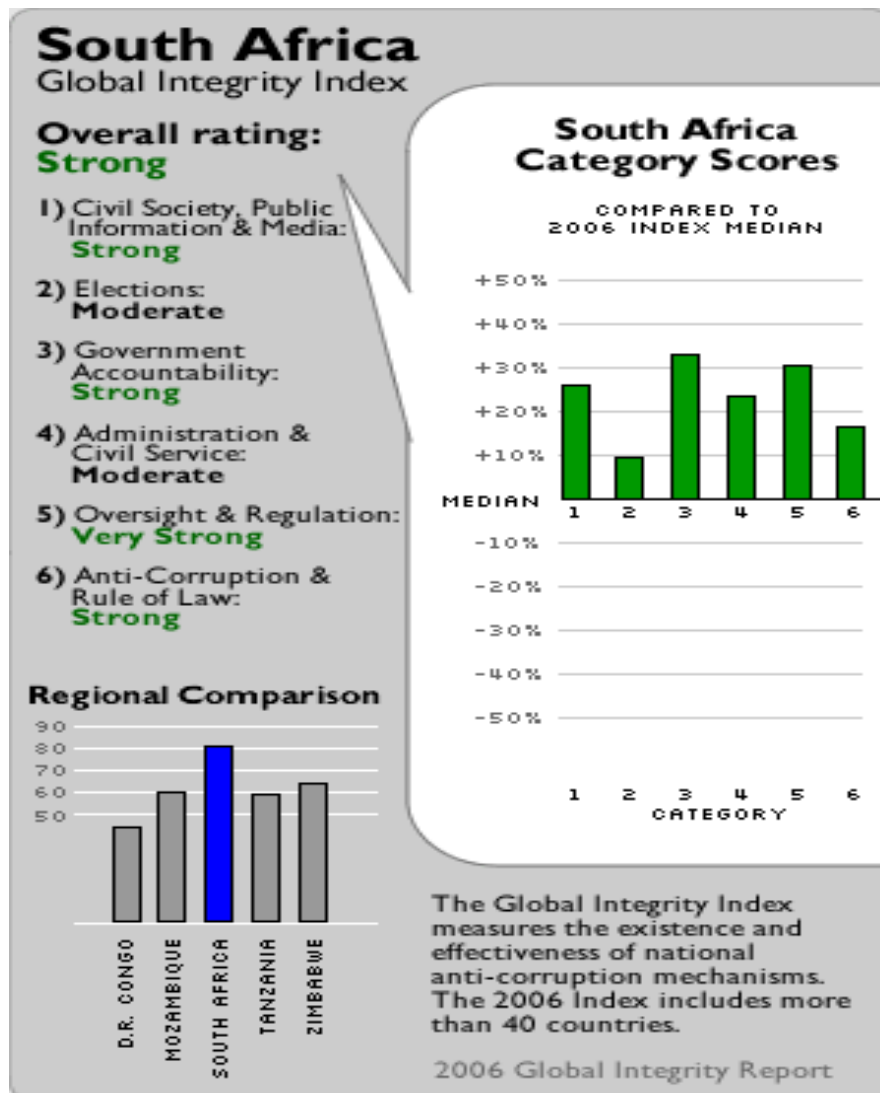 South Africa
Global Integrity Index
Overall rating:
Strong
1) Civil Society, Public
Information & Media:
Strong
2) Elections:
Moderate
3) Government
Accountability:
Strong
4) Administration &
Civil Service:
Moderate
5) Oversight & Regulation:
Very Strong
6) Anti-Corruption &
Rule of Law:
Strong
Regional Comparison
90
80
70
60
50
D.R. CONGO
MOZAMBIQUE
SOUTH AFRICA
TANZANIA
ZIMBABWE
South Africa
Category Scores
COMPARED TO
2006 INDEX MEDIAN
+50%
+40%
+30%
+20%
+10%
MEDIAN
1 2 3 4 5 6
-10%
-20%
-30%
-40%
-50%
1 2 3 4 5 6
CATEGORY
The Global Integrity Index
measures the existence and
effectiveness of national
anti-corruption mechanisms.
The 2006 Index includes more
than 40 countries.
2006 Global Integrity Report